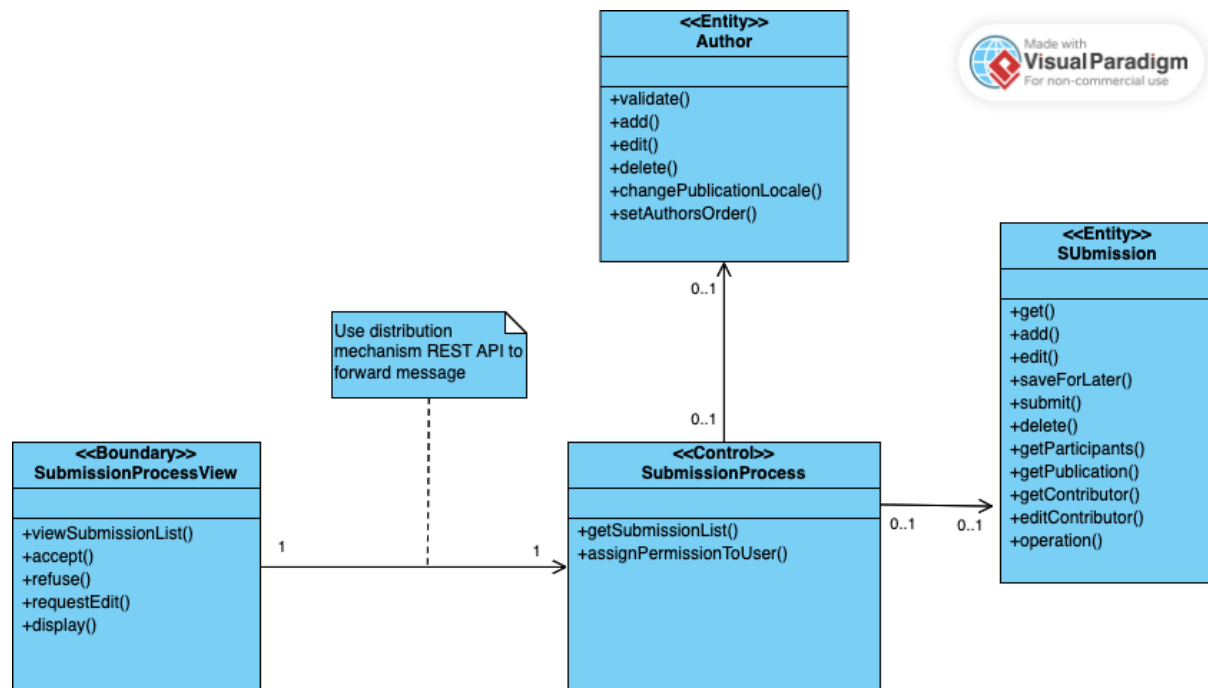 <<Entity>>
Author
+validate()
+add()
+edit()
+delete()
+changePublicationLocale()
+setAuthorsOrder()
Made with
Visual Paradigm
For non-commercial use
<<Entity>>
SUbmission
+get()
+add()
+edit()
+saveForLater()
+submit()
+delete()
+getParticipants()
+getPublication()
+getContributor()
+editContributor()
+operation()
0..1
Use distribution
mechanism REST API to
forward message
0..1
<<Boundary>>
SubmissionProcessView
+viewSubmissionList()
+accept()
+refuse()
+requestEdit()
+display()
1
1
<<Control>>
SubmissionProcess
+getSubmissionList()
+assignPermissionToUser()
0..1
0..1